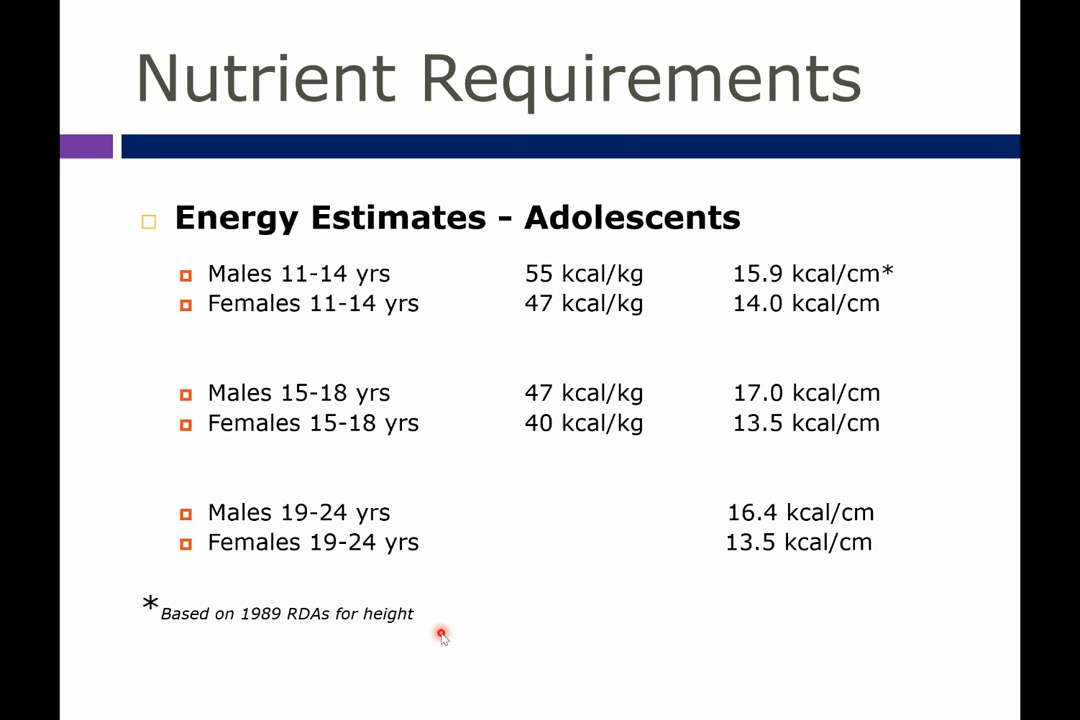 Nutrient Requirements
Energy Estimates - Adolescents
Males 11-14 yrs 55 kcal/kg 15.9 kcal/cm*
Females 11-14 yrs 47 kcal/kg 14.0 kcal/cm
Males 15-18 yrs 47 kcal/kg 17.0 kcal/cm
Females 15-18 yrs 40 kcal/kg 13.5 kcal/cm
Males 19-24 yrs 16.4 kcal/cm
Females 19-24 yrs 13.5 kcal/cm
*Based on 1989 RDAs for height